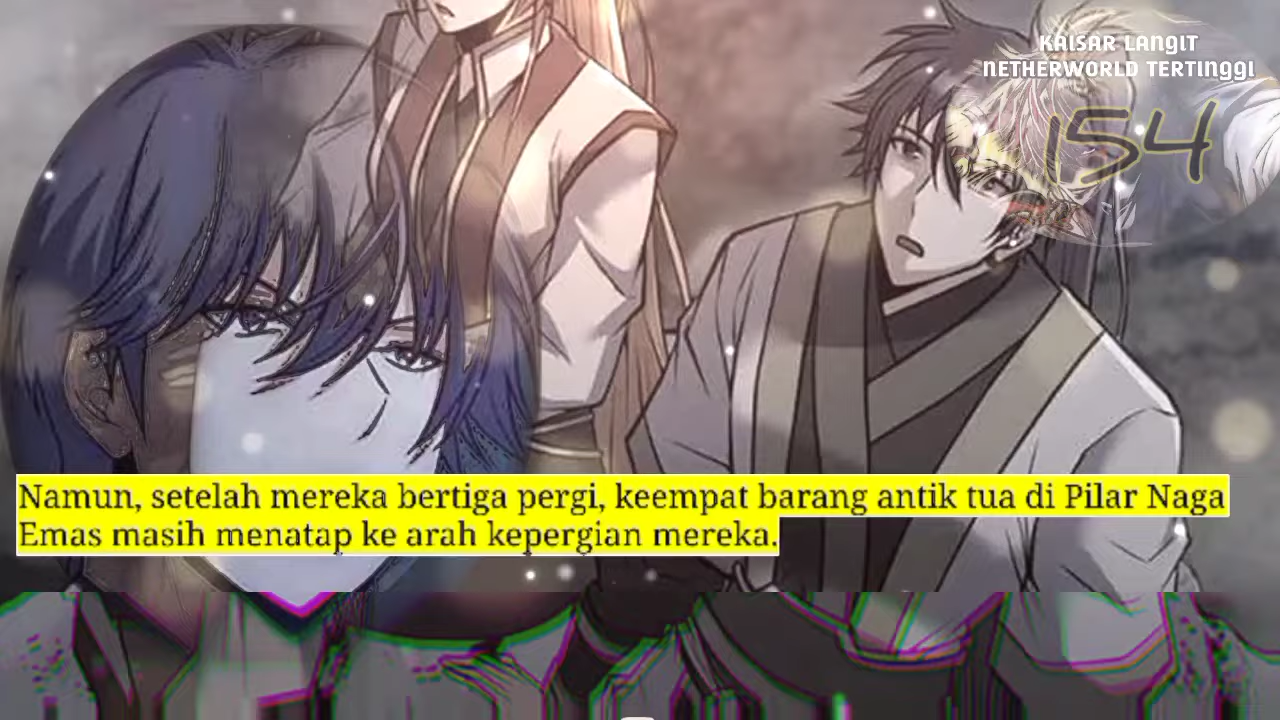 KAISAR LANGIT
NETHERWORLD TERTINGGI
154
Namun, setelah mereka bertiga pergi, keempat barang antik tua di Pilar Naga
Emas masih menatap ke arah kepergian mereka.